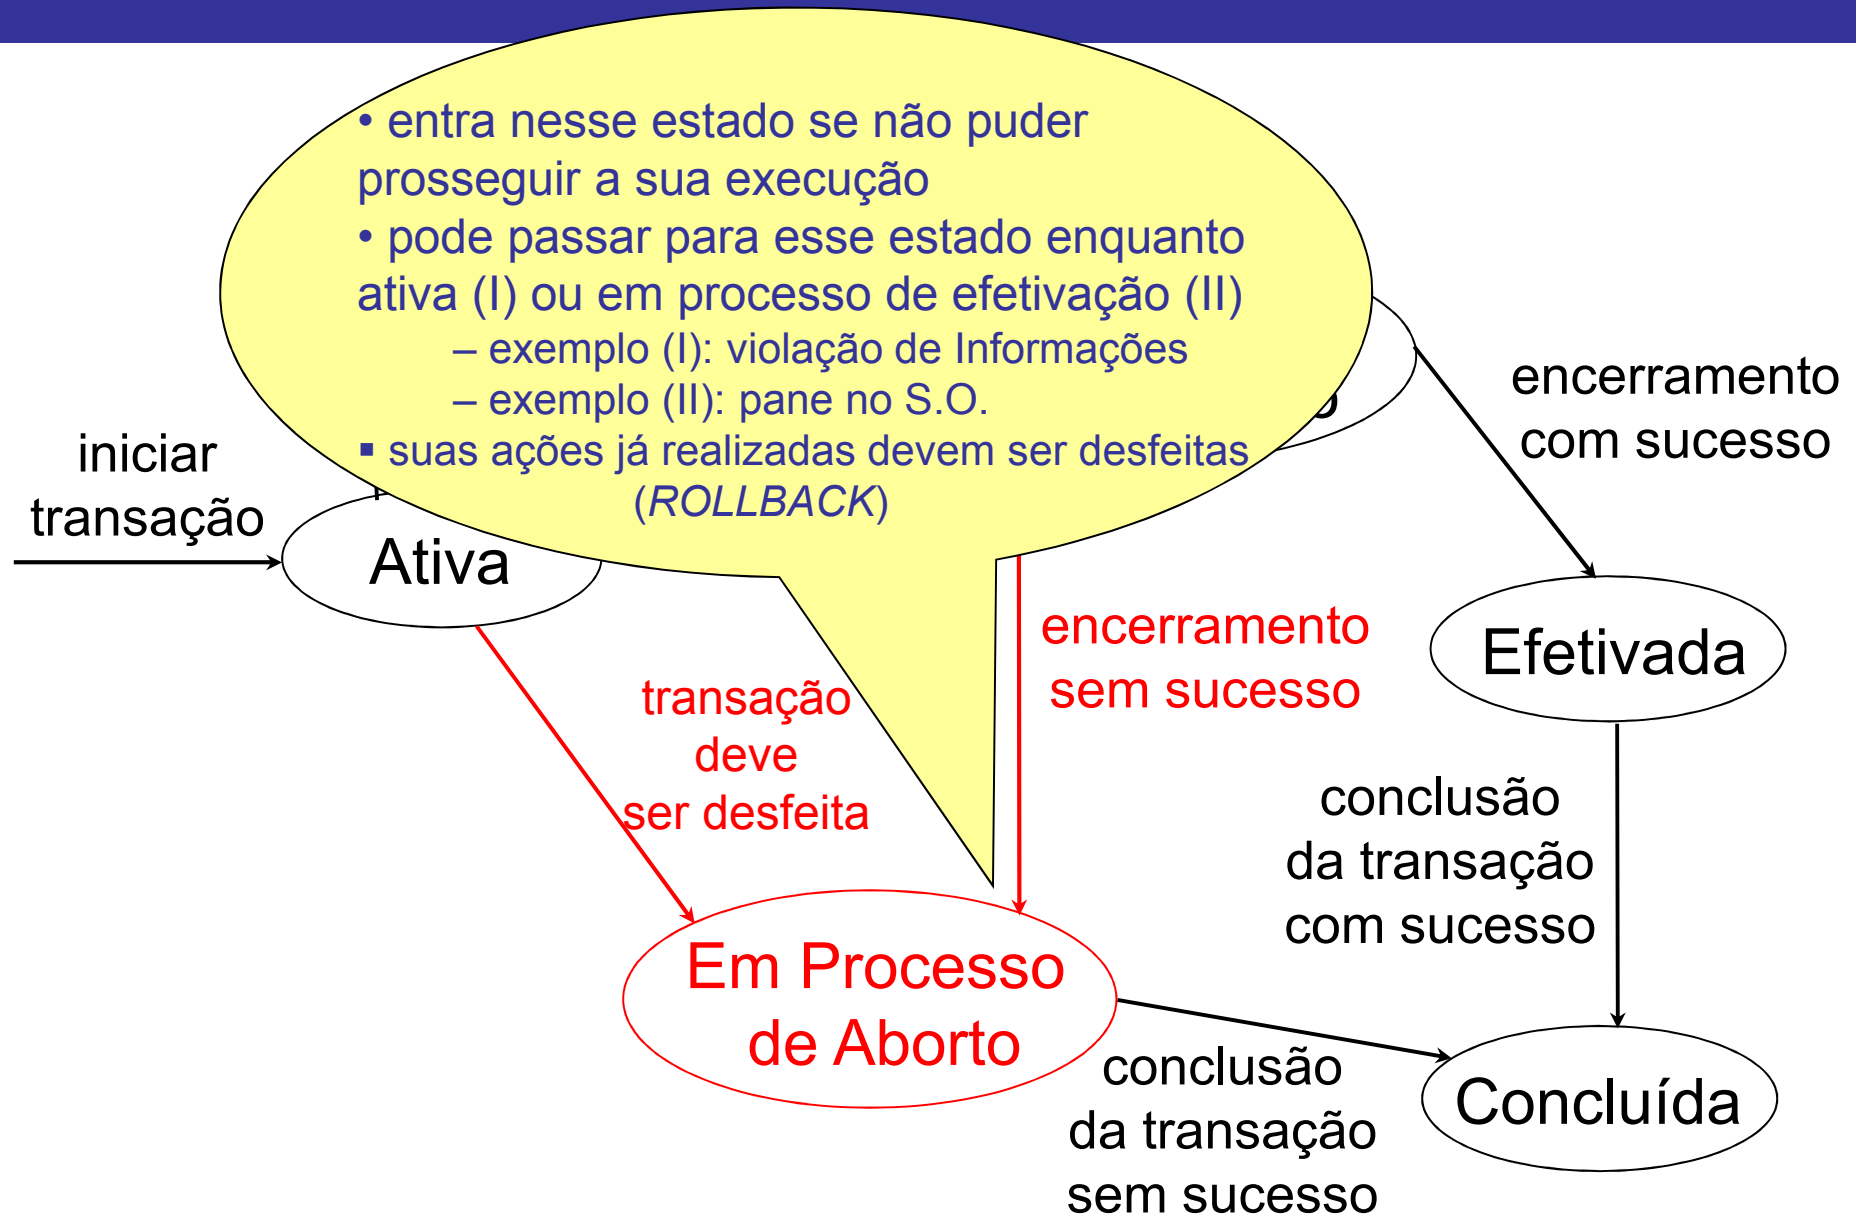 • entra nesse estado se não puder
prosseguir a sua execução
• pode passar para esse estado enquanto
ativa (I) ou em processo de efetivação (II)
– exemplo (I): violação de Informações
– exemplo (II): pane no S.O.
▪ suas ações já realizadas devem ser desfeitas
(ROLLBACK)
iniciar
transação
Ativa
encerramento
com sucesso
transação
deve
ser desfeita
encerramento
sem sucesso
Efetivada
conclusão
da transação
com sucesso
Em Processo
de Aborto
conclusão
da transação
sem sucesso
Concluída